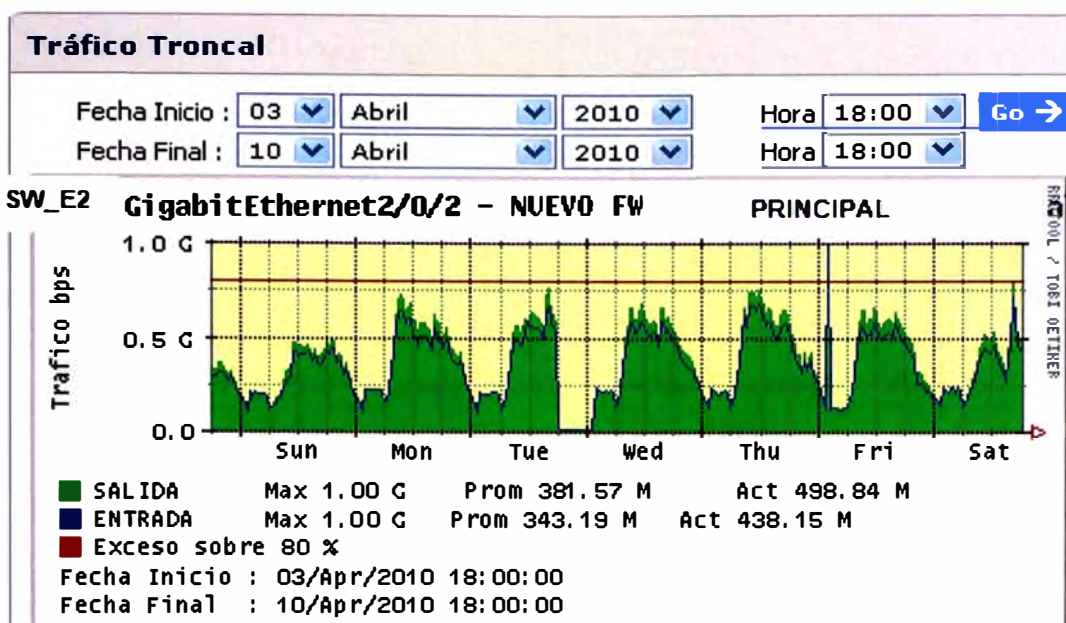 Tráfico Troncal
Fecha Inicio : 03 Abril 2010 Hora 18:00 Go →
Fecha Final : 10 Abril 2010 Hora 18:00
SW_E2 GigabitEthernet2/0/2 - NUEVO FW PRINCIPAL
Trafico bps
1.0 G
0.5 G
0.0
Sun Mon Tue Wed Thu Fri Sat
SALIDA Max 1.00 G Prom 381.57 M Act 498.84 M
ENTRADA Max 1.00 G Prom 343.19 M Act 438.15 M
Exceso sobre 80 %
Fecha Inicio : 03/Apr/2010 18:00:00
Fecha Final : 10/Apr/2010 18:00:00
/ TOBI OETIKER